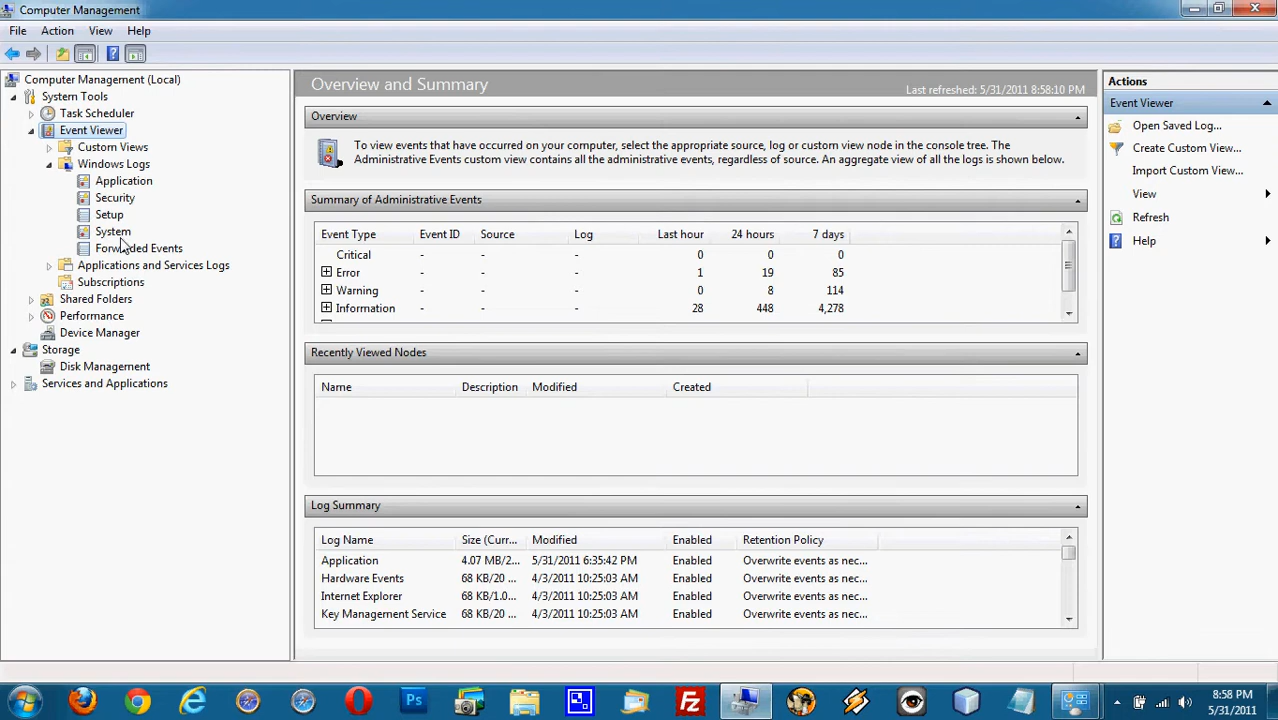 Computer Management
File Action View Help
Computer Management (Local)
System Tools
Task Scheduler
Event Viewer
Custom Views
Windows Logs
Application
Security
Setup
System
Forwarded Events
Applications and Services Logs
Subscriptions
Shared Folders
Performance
Device Manager
Storage
Disk Management
Services and Applications
Overview and Summary Last refreshed: 5/31/2011 8:58:10 PM
Overview
To view events that have occurred on your computer, select the appropriate source, log or custom view node in the console tree. The
Administrative Events custom view contains all the administrative events, regardless of source. An aggregate view of all the logs is shown below.
Summary of Administrative Events
Event Type Event ID Source Log Last hour 24 hours 7 days
Critical - - - 0 0 0
Error - - - 1 19 85
Warning - - - 0 8 114
Information - - - 28 448 4,278
Recently Viewed Nodes
Name Description Modified Created
Log Summary
Log Name Size (Curr... Modified Enabled Retention Policy
Application 4.07 MB/2... 5/31/2011 6:35:42 PM Enabled Overwrite events as nec...
Hardware Events 68 KB/20 ... 4/3/2011 10:25:03 AM Enabled Overwrite events as nec...
Internet Explorer 68 KB/1.0... 4/3/2011 10:25:03 AM Enabled Overwrite events as nec...
Key Management Service 68 KB/20 ... 4/3/2011 10:25:03 AM Enabled Overwrite events as nec...
Actions
Event Viewer
Open Saved Log...
Create Custom View...
Import Custom View...
View
Refresh
Help
Ps
Fz
8:58 PM
5/31/2011